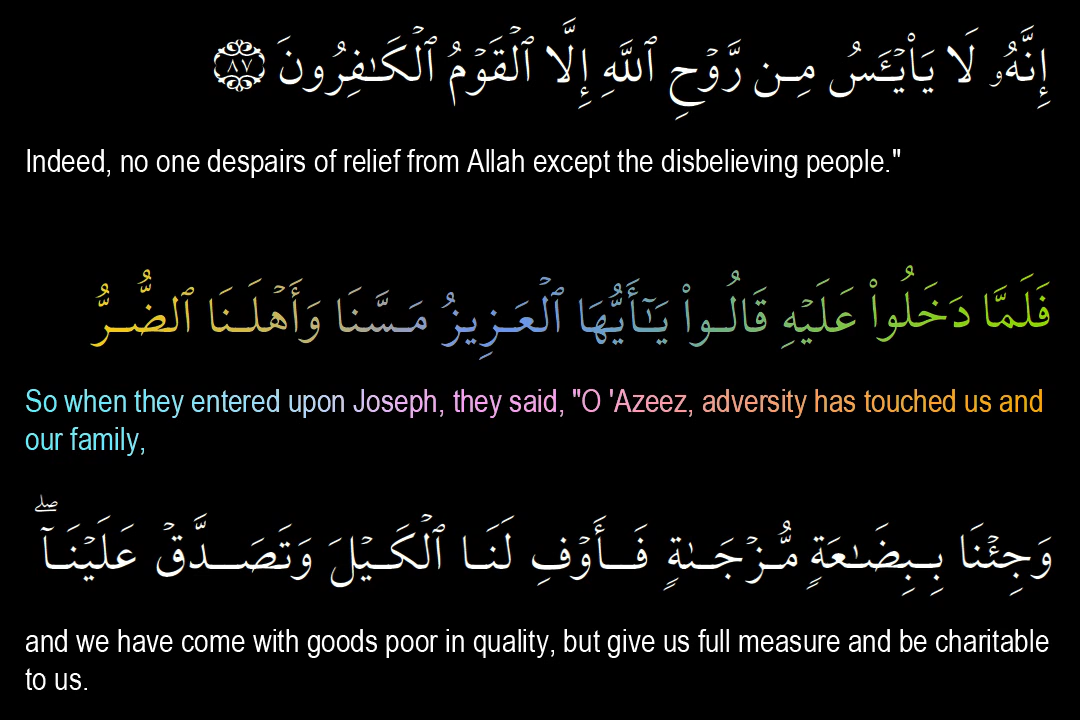 إِنَّهُۥ لَا يَا۟يْـَٔسُ مِن رَّوْحِ ٱللَّهِ إِلَّا ٱلْقَوْمُ ٱلْكَـٰفِرُونَ ٨٧
Indeed, no one despairs of relief from Allah except the disbelieving people."
فَلَمَّا دَخَلُوا۟ عَلَيْهِ قَالُوا۟ يَـٰٓأَيُّهَا ٱلْعَزِيزُ مَسَّنَا وَأَهْلَنَا ٱلضُّرُّ
So when they entered upon Joseph, they said, "O 'Azeez, adversity has touched us and
our family,
وَجِئْنَا بِبِضَـٰعَةٍ مُّزْجَىٰةٍ فَأَوْفِ لَنَا ٱلْكَيْلَ وَتَصَدَّقْ عَلَيْنَآ ۖ
and we have come with goods poor in quality, but give us full measure and be charitable
to us.